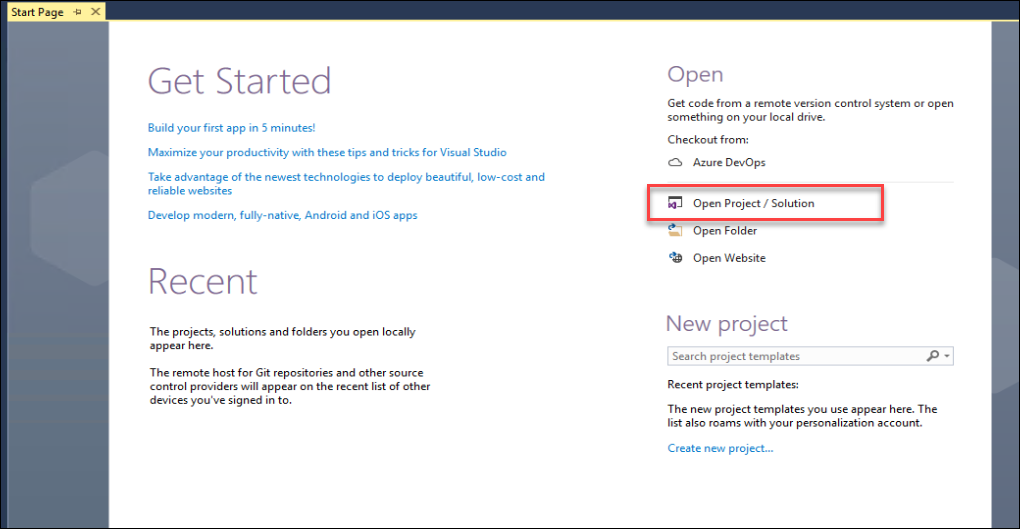 Start Page
Get Started
Build your first app in 5 minutes!
Maximize your productivity with these tips and tricks for Visual Studio
Take advantage of the newest technologies to deploy beautiful, low-cost and
reliable websites
Develop modern, fully-native, Android and iOS apps
Recent
The projects, solutions and folders you open locally
appear here.
The remote host for Git repositories and other source
control providers will appear on the recent list of other
devices you've signed in to.
Open
Get code from a remote version control system or open
something on your local drive.
Checkout from:
Azure DevOps
Open Project / Solution
Open Folder
Open Website
New project
Search project templates
Recent project templates:
The new project templates you use appear here. The
list also roams with your personalization account.
Create new project...